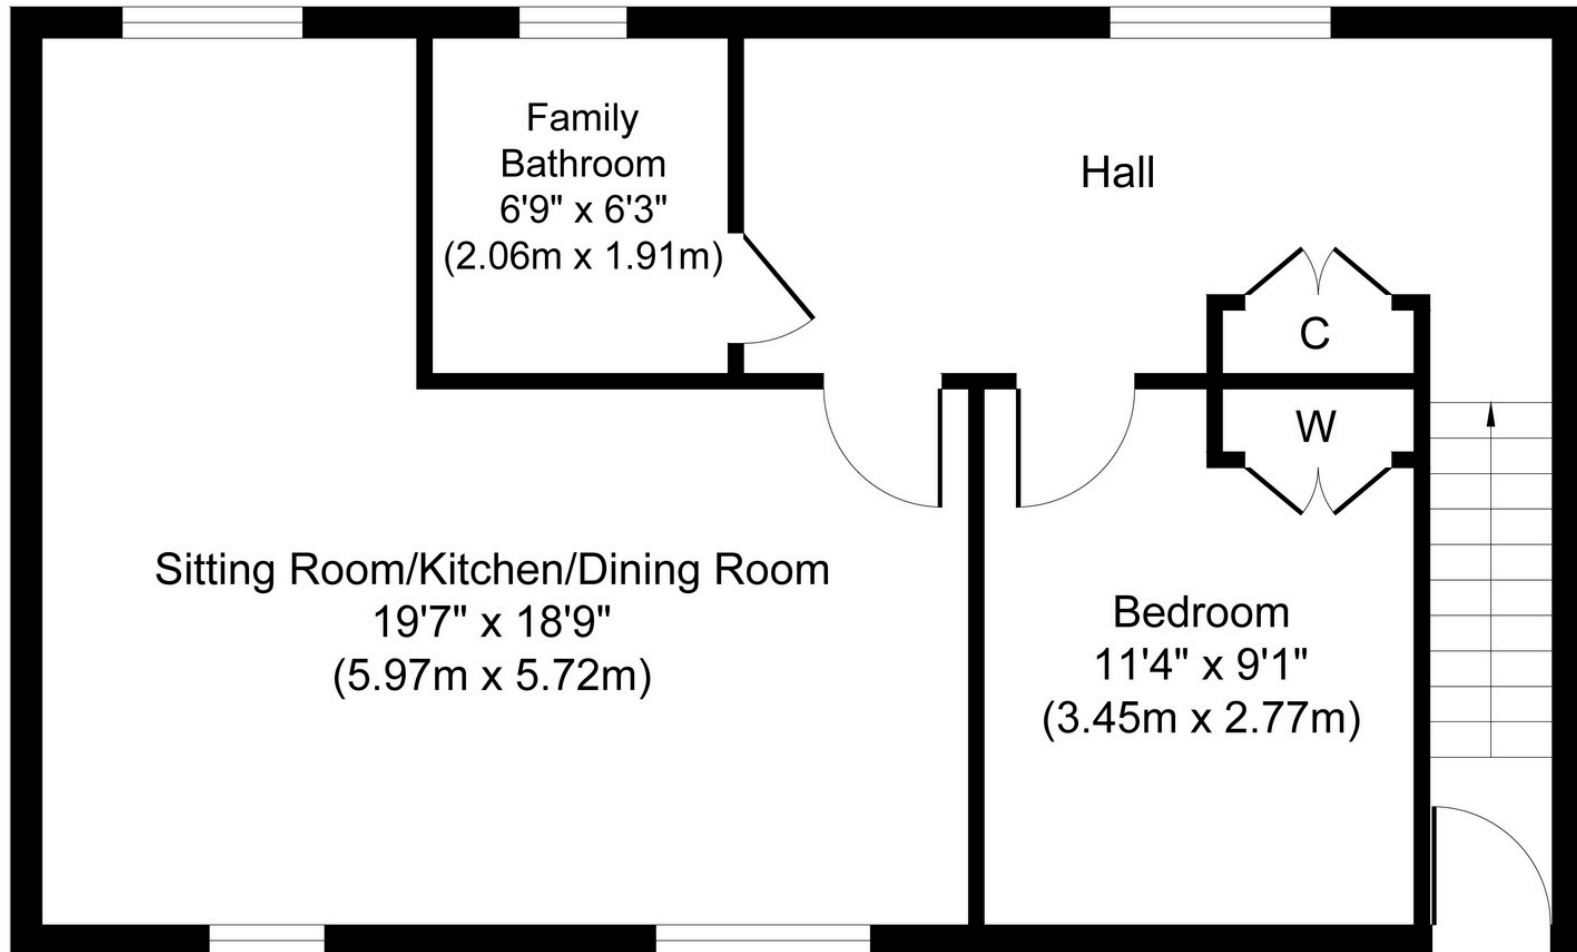 Family
Bathroom
6'9" x 6'3"
(2.06m x 1.91m)
Hall
C
W
Sitting Room/Kitchen/Dining Room
19'7" x 18'9"
(5.97m x 5.72m)
Bedroom
11'4" x 9'1"
(3.45m x 2.77m)